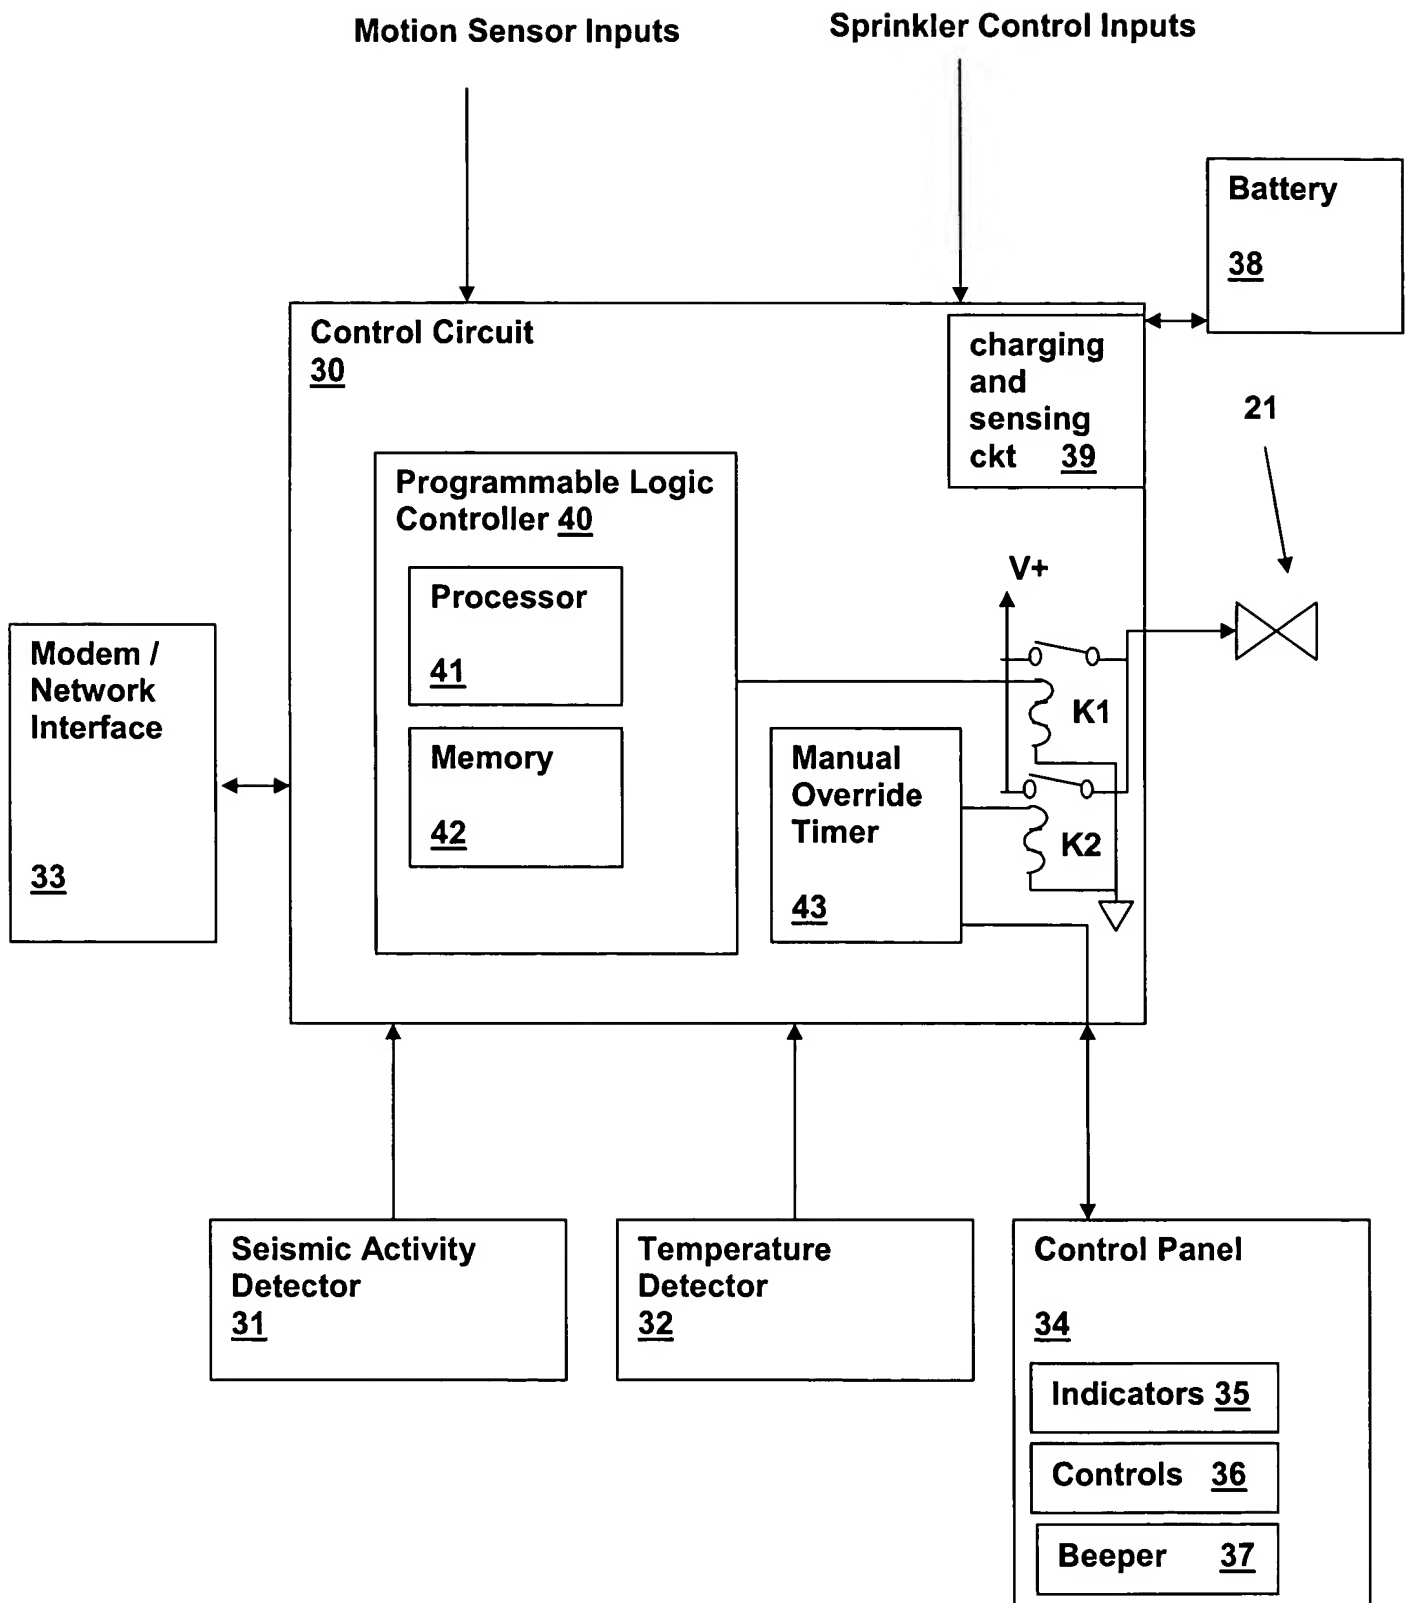 Motion Sensor Inputs
Sprinkler Control Inputs
Battery
38
Control Circuit
30
charging
and
sensing
ckt 39
21
Programmable Logic
Controller 40
Processor
41
Memory
42
V+
K1
Manual
Override
Timer
43
K2
Modem /
Network
Interface
33
Seismic Activity
Detector
31
Temperature
Detector
32
Control Panel
34
Indicators 35
Controls 36
Beeper 37